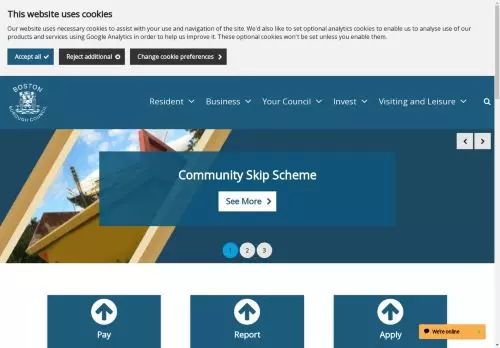 This website uses cookies
Our website uses necessary cookies to assist with your use and navigation of the site. We'd also like to set optional analytics cookies to enable us to analyse use of our
products and services using Google Analytics in order to help us improve it. These optional cookies won't be set unless you enable them.
Accept all
Reject additional
Change cookie preferences
BOSTON
BOROUGH COUNCIL
Resident
Business
Your Council
Invest
Visiting and Leisure
Community Skip Scheme
See More
1
2
3
Pay
Report
Apply
We're online